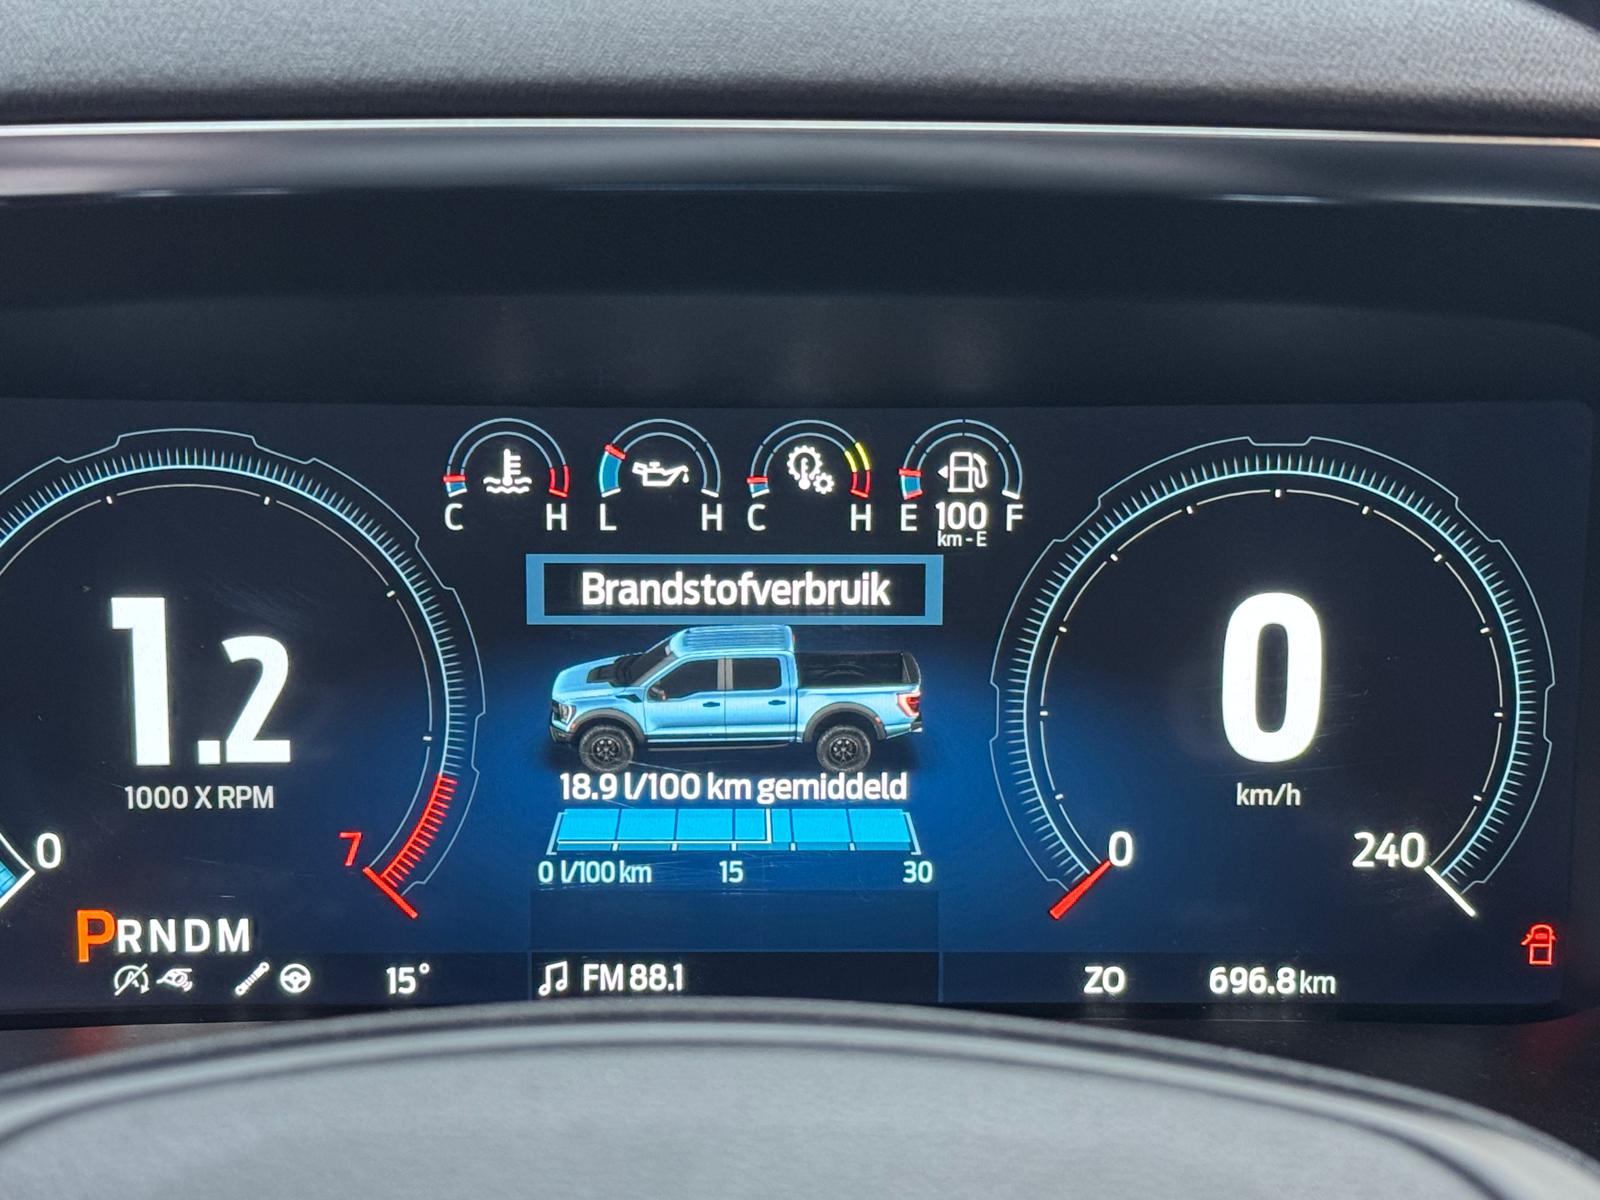 C H L H C H E 100 F
km - E
Brandstofverbruik
1.2
1000 X RPM
0
km/h
18.9 l/100 km gemiddeld
0 l/100 km 15 30
0 7
0 240
PRNDM
15°
FM 88.1
ZO
696.8 km